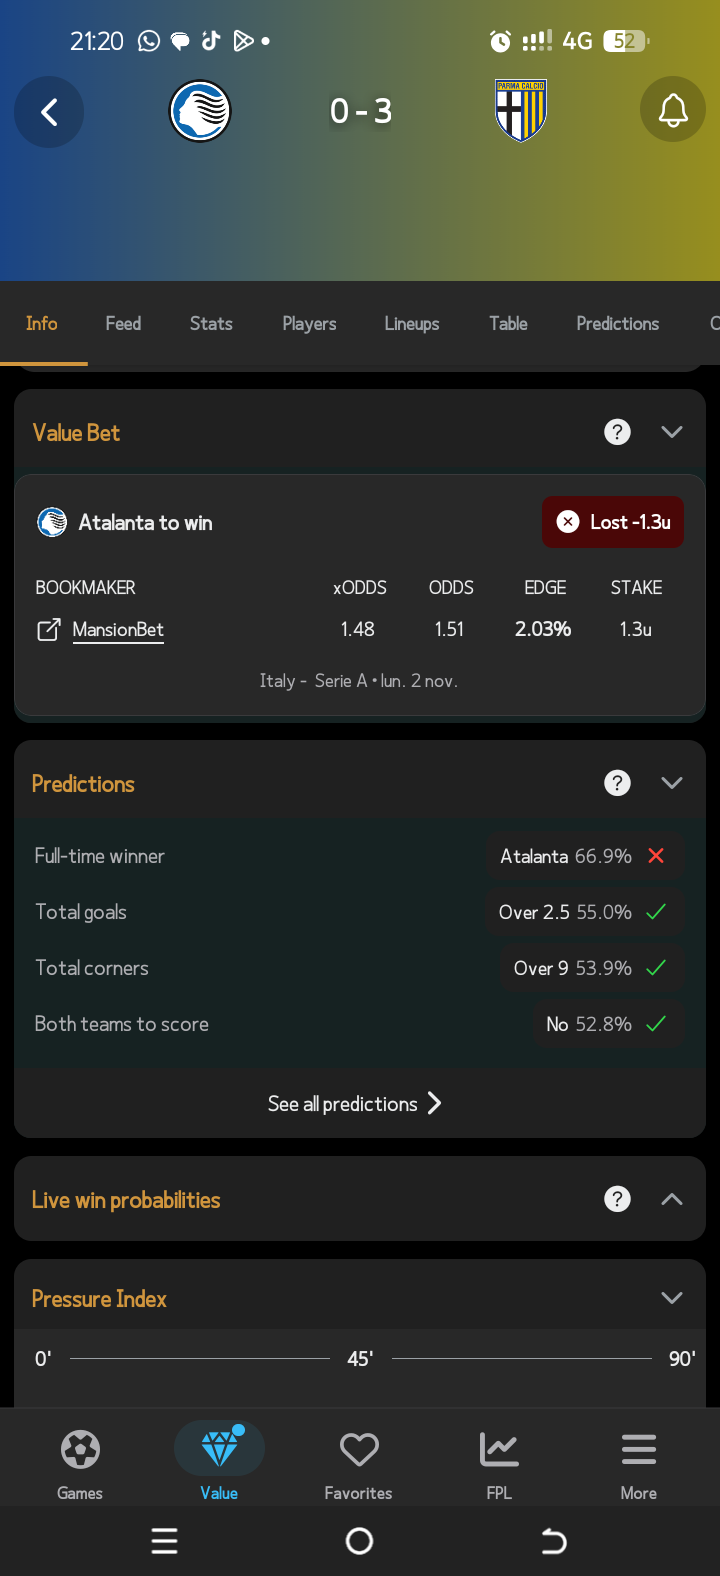 21:20
4G 52
PARMA CALCIO
0 - 3
Info Feed Stats Players Lineups Table Predictions
Value Bet ?
Atalanta to win Lost -1.3u
BOOKMAKER xODDS ODDS EDGE STAKE
MansionBet 1.48 1.51 2.03% 1.3u
Italy - Serie A • lun. 2 nov.
Predictions ?
Full-time winner Atalanta 66.9%
Total goals Over 2.5 55.0%
Total corners Over 9 53.9%
Both teams to score No 52.8%
See all predictions
Live win probabilities ?
Pressure Index
0' 45' 90'
Games Value Favorites FPL More